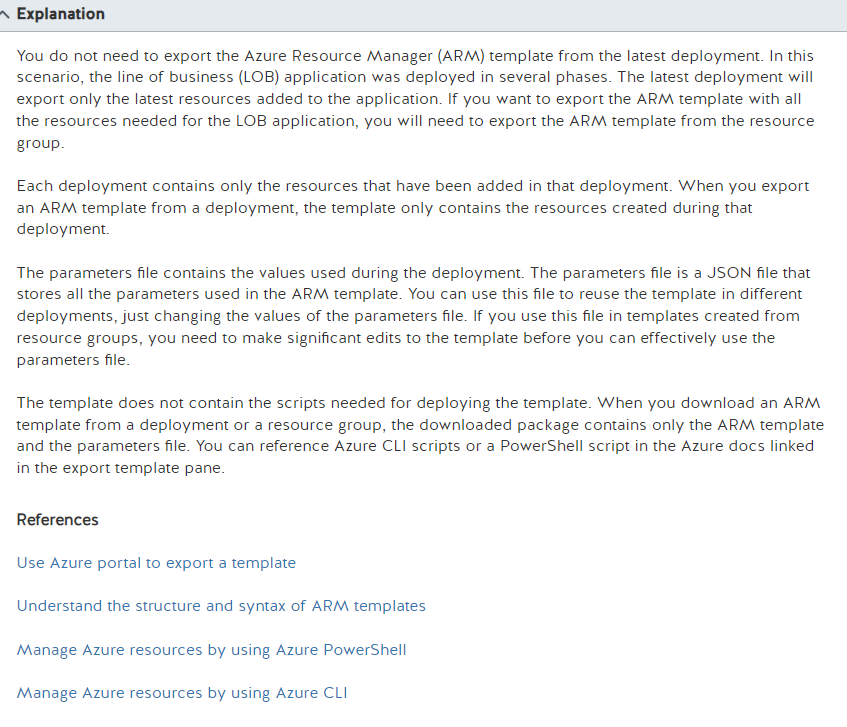 Explanation
You do not need to export the Azure Resource Manager (ARM) template from the latest deployment. In this
scenario, the line of business (LOB) application was deployed in several phases. The latest deployment will
export only the latest resources added to the application. If you want to export the ARM template with all
the resources needed for the LOB application, you will need to export the ARM template from the resource
group.
Each deployment contains only the resources that have been added in that deployment. When you export
an ARM template from a deployment, the template only contains the resources created during that
deployment.
The parameters file contains the values used during the deployment. The parameters file is a JSON file that
stores all the parameters used in the ARM template. You can use this file to reuse the template in different
deployments, just changing the values of the parameters file. If you use this file in templates created from
resource groups, you need to make significant edits to the template before you can effectively use the
parameters file.
The template does not contain the scripts needed for deploying the template. When you download an ARM
template from a deployment or a resource group, the downloaded package contains only the ARM template
and the parameters file. You can reference Azure CLI scripts or a PowerShell script in the Azure docs linked
in the export template pane.
References
Use Azure portal to export a template
Understand the structure and syntax of ARM templates
Manage Azure resources by using Azure PowerShell
Manage Azure resources by using Azure CLI